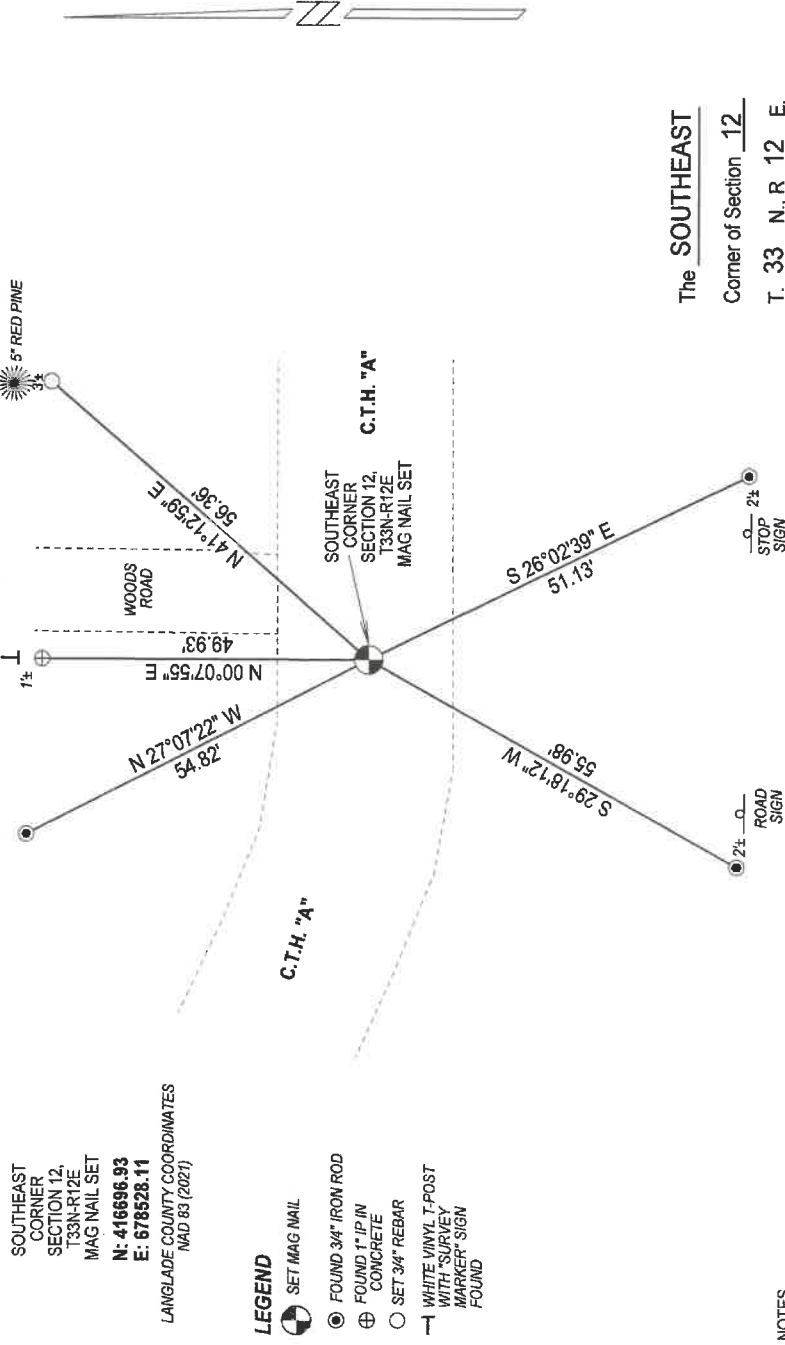 SOUTHEAST
CORNER
SECTION 12,
T33N-R12E
MAG NAIL SET
N: 416696.93
E: 678528.11
LANGLADE COUNTY COORDINATES
NAD 83 (2021)
LEGEND
SET MAG NAIL
FOUND 3/4" IRON ROD
FOUND 1" IP IN
CONCRETE
SET 3/4" REBAR
WHITE VINYL T-POST
WITH "SURVEY
MARKER" SIGN
FOUND
NOTES
1'±
5" RED PINE
3'±
WOODS
ROAD
N 27°07'22" W
54.82'
N 00°07'55" E
49.93'
N 41°12'59" E
56.36'
C.T.H. "A"
C.T.H. "A"
SOUTHEAST
CORNER
SECTION 12,
T33N-R12E
MAG NAIL SET
S 29°18'12" W
55.98'
S 26°02'39" E
51.13'
2'±
ROAD
SIGN
2'±
STOP
SIGN
The SOUTHEAST
Corner of Section 12
T. 33 N., R 12 E.